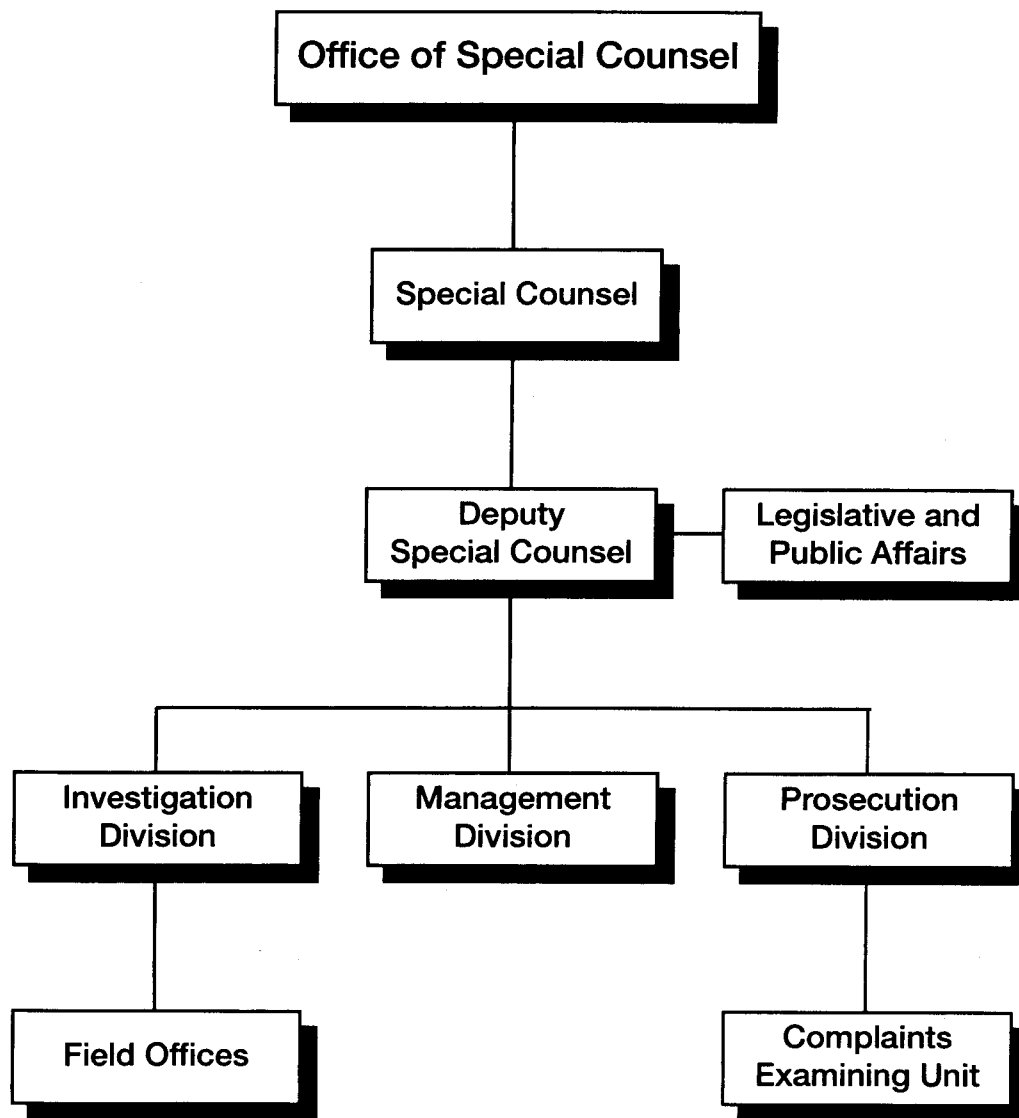 Office of Special Counsel
Special Counsel
Deputy
Special Counsel
Legislative and
Public Affairs
Investigation
Division
Management
Division
Prosecution
Division
Field Offices
Complaints
Examining Unit